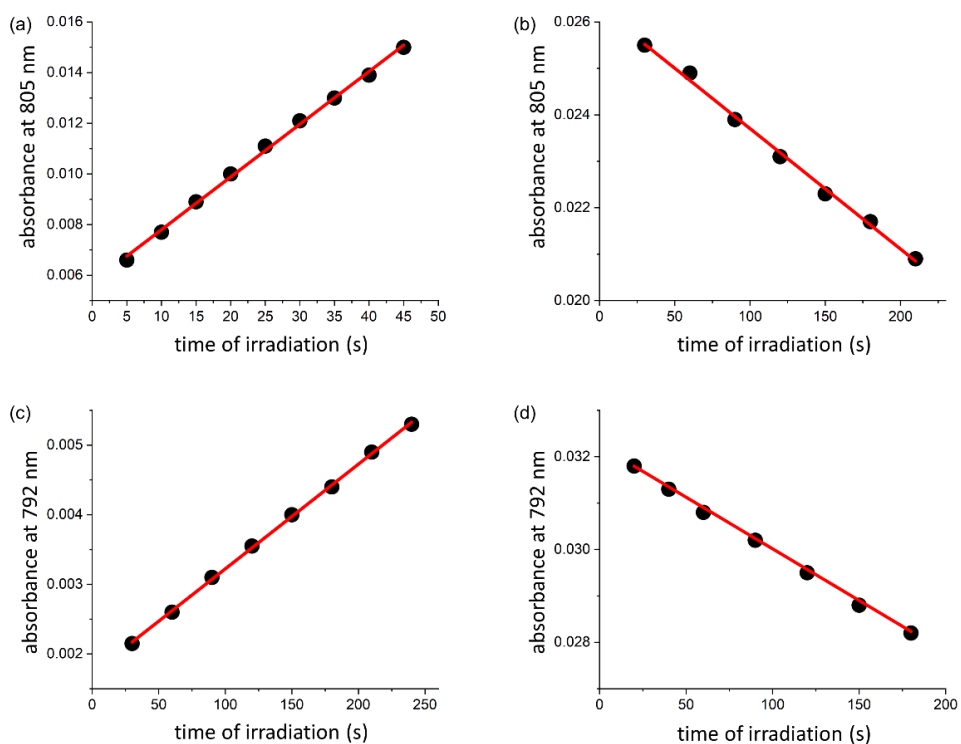 (a)
absorbance at 805 nm
0.016
0.014
0.012
0.010
0.008
0.006
0 5 10 15 20 25 30 35 40 45 50
time of irradiation (s)
(b)
absorbance at 805 nm
0.026
0.024
0.022
0.020
0 50 100 150 200
time of irradiation (s)
(c)
absorbance at 792 nm
0.005
0.004
0.003
0.002
0 50 100 150 200 250
time of irradiation (s)
(d)
absorbance at 792 nm
0.032
0.030
0.028
0 50 100 150 200
time of irradiation (s)